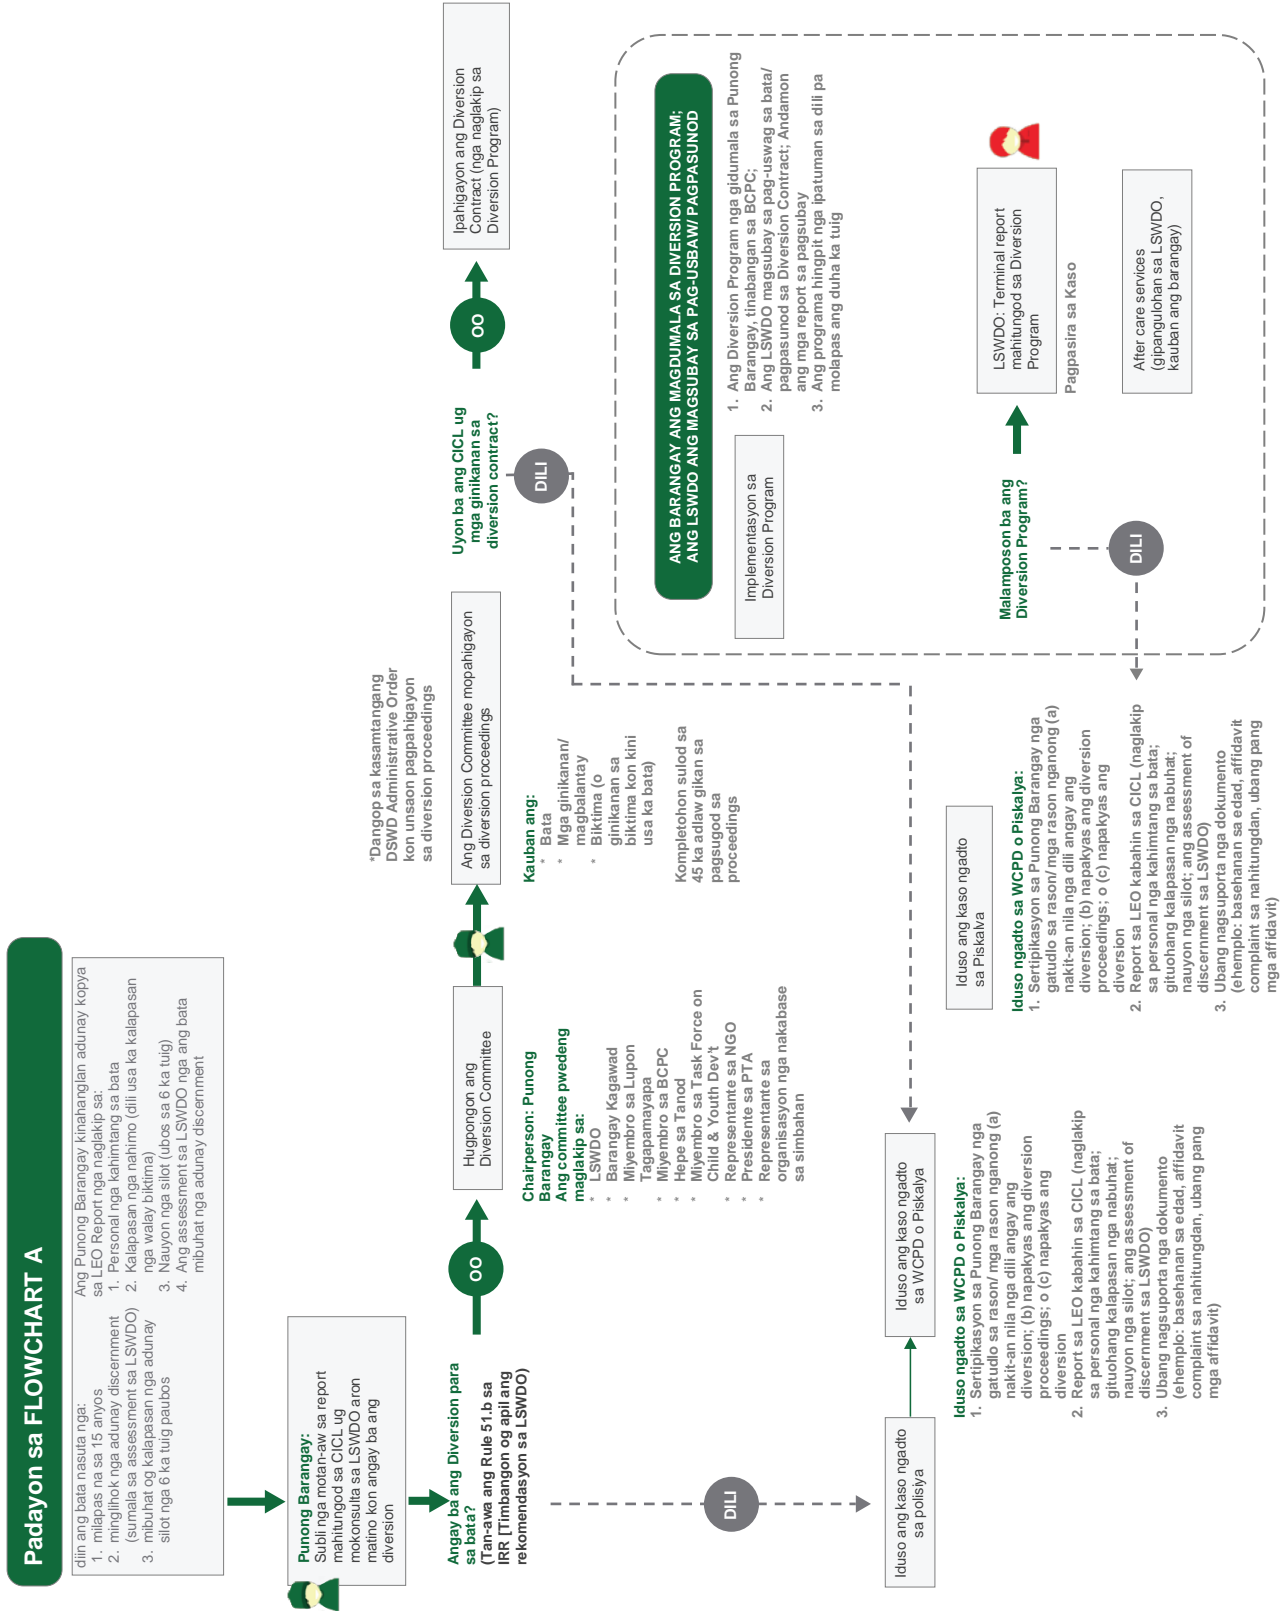 Padayon sa FLOWCHART A
diin ang bata nasuta nga:
1. milapas na sa 15 anyos
2. minglihok nga adunay discernment
(sumala sa assessment sa LSWDO)
3. mibuhat og kalapasan nga adunay
silot nga 6 ka tuig paubos
Ang Punong Barangay kinahanglan adunay kopya
sa LEO Report nga naglakip sa:
1. Personal nga kahimtang sa bata
2. Kalapasan nga nahimo (dili usa ka kalapasan
nga walay biktima)
3. Nauyon nga silot (ubos sa 6 ka tuig)
4. Ang assessment sa LSWDO nga ang bata
mibuhat nga adunay discernment
Punong Barangay:
Subli nga motan-aw sa report
mahitungod sa CICL ug
mokonsulta sa LSWDO aron
matino kon angay ba ang
diversion
Angay ba ang Diversion para
sa bata?
(Tan-awa ang Rule 51.b sa
IRR [Timbangon og apil ang
rekomendasyon sa LSWDO)
OO
Hugpongon ang
Diversion Committee
Chairperson: Punong
Barangay
Ang committee pwedeng
maglakip sa:
* LSWDO
* Barangay Kagawad
* Miyembro sa Lupon
Tagapamayapa
* Miyembro sa BCPC
* Hepe sa Tanod
* Miyembro sa Task Force on
Child & Youth Dev't
* Representante sa NGO
* Presidente sa PTA
* Representante sa
organisasyon nga nakabase
sa simbahan
*Dangop sa kasamtangang
DSWD Administrative Order
kon unsaon pagpahigayon
sa diversion proceedings
Ang Diversion Committee mopahigayon
sa diversion proceedings
Kauban ang:
* Bata
* Mga ginikanan/
magbalantay
* Biktima (o
ginikanan sa
biktima kon kini
usa ka bata)
Kompletohon sulod sa
45 ka adlaw gikan sa
pagsugod sa
proceedings
Uyon ba ang CICL ug
mga ginikanan sa
diversion contract?
OO
Ipahigayon ang Diversion
Contract (nga naglakip sa
Diversion Program)
DILI
DILI
Iduso ang kaso ngadto
sa polisiya
Iduso ang kaso ngadto
sa WCPD o Piskalya
Iduso ngadto sa WCPD o Piskalya:
1. Sertipikasyon sa Punong Barangay nga
gatudlo sa rason/ mga rason nganong (a)
nakit-an nila nga dili angay ang
diversion; (b) napakyas ang diversion
proceedings; o (c) napakyas ang
diversion
2. Report sa LEO kabahin sa CICL (naglakip
sa personal nga kahimtang sa bata;
gituohang kalapasan nga nabuhat;
nauyon nga silot; ang assessment of
discernment sa LSWDO)
3. Ubang nagsuporta nga dokumento
(ehemplo: basehanan sa edad, affidavit
complaint sa nahitungdan, ubang pang
mga affidavit)
ANG BARANGAY ANG MAGDUMALA SA DIVERSION PROGRAM;
ANG LSWDO ANG MAGSUBAY SA PAG-USBAW/ PAGPASUNOD
Implementasyon sa
Diversion Program
1. Ang Diversion Program nga gidumala sa Punong
Barangay, tinabangan sa BCPC;
2. Ang LSWDO magsubay sa pag-uswag sa bata/
pagpasunod sa Diversion Contract; Andamon
ang mga report sa pagsubay
3. Ang programa hingpit nga ipatuman sa dili pa
molapas ang duha ka tuig
Malamposon ba ang
Diversion Program?
LSWDO: Terminal report
mahitungod sa Diversion
Program
Pagpasira sa Kaso
After care services
(gipangulohan sa LSWDO,
kauban ang barangay)
DILI
Iduso ang kaso ngadto
sa Piskalva
Iduso ngadto sa WCPD o Piskalya:
1. Sertipikasyon sa Punong Barangay nga
gatudlo sa rason/ mga rason nganong (a)
nakit-an nila nga dili angay ang
diversion; (b) napakyas ang diversion
proceedings; o (c) napakyas ang
diversion
2. Report sa LEO kabahin sa CICL (naglakip
sa personal nga kahimtang sa bata;
gituohang kalapasan nga nabuhat;
nauyon nga silot; ang assessment of
discernment sa LSWDO)
3. Ubang nagsuporta nga dokumento
(ehemplo: basehanan sa edad, affidavit
complaint sa nahitungdan, ubang pang
mga affidavit)